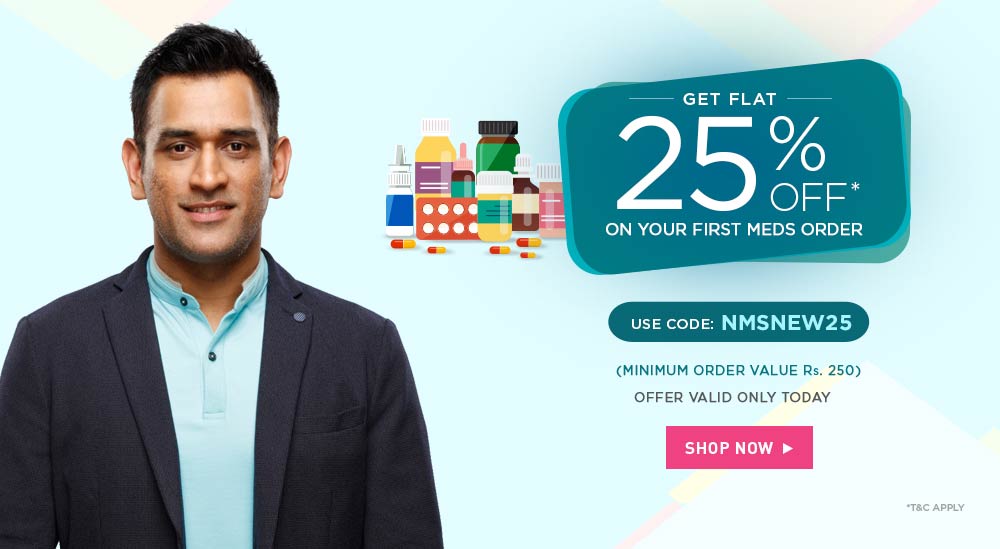 GET FLAT
25% OFF*
ON YOUR FIRST MEDS ORDER
USE CODE: NMSNEW25
(MINIMUM ORDER VALUE Rs. 250)
OFFER VALID ONLY TODAY
SHOP NOW ▶
*T&C APPLY